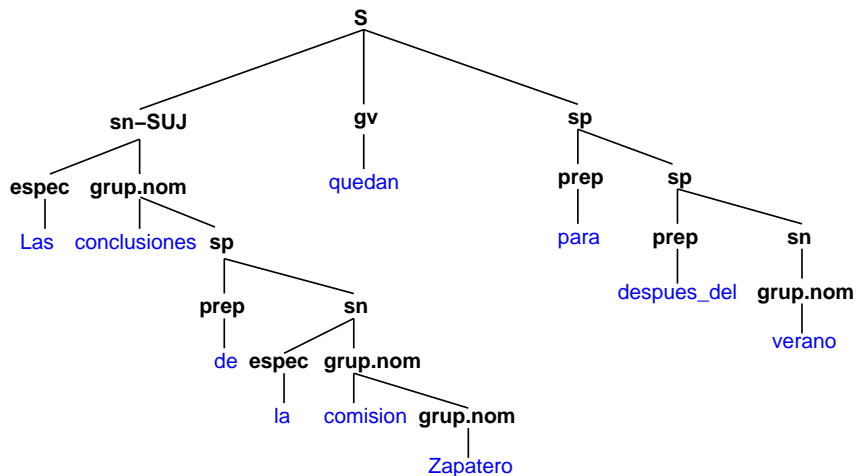 S
sn-SUJ gv sp
espec grup.nom quedan prep sp
Las conclusiones sp para prep sn
prep sn despues_del grup.nom
de espec grup.nom verano
la comision grup.nom
Zapatero